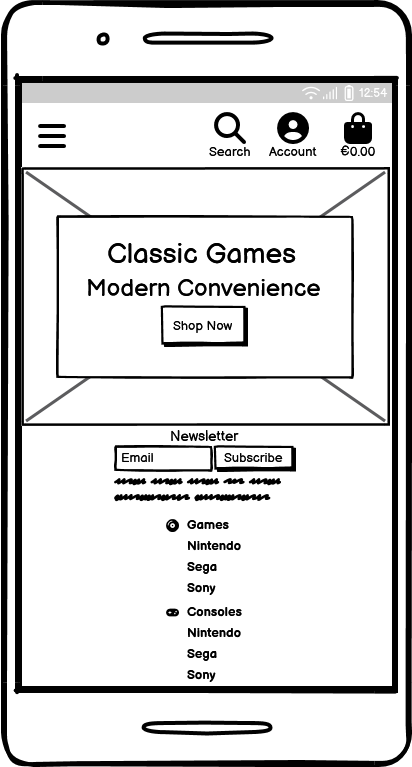 12:54
Search Account €0.00
Classic Games
Modern Convenience
Shop Now
Newsletter
Email Subscribe
Games
Nintendo
Sega
Sony
Consoles
Nintendo
Sega
Sony